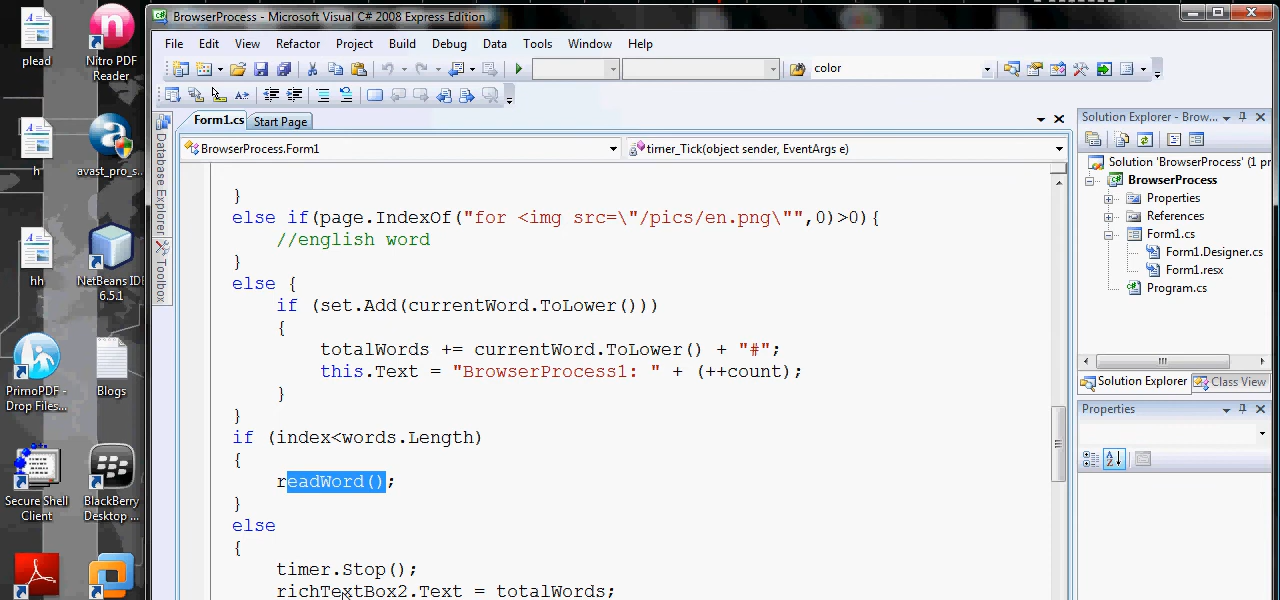 plead
Nitro PDF
Reader
h
avast_pro_s...
hh
NetBeans IDE
6.5.1
PrimoPDF -
Drop Files...
Blogs
Secure Shell
Client
BlackBerry
Desktop ...
BrowserProcess - Microsoft Visual C# 2008 Express Edition
File Edit View Refactor Project Build Debug Data Tools Window Help
color
Form1.cs Start Page
BrowserProcess.Form1 timer_Tick(object sender, EventArgs e)
Database Explorer
Toolbox
}
else if(page.IndexOf("for <img src=\"/pics/en.png\"",0)>0){
//english word
}
else {
if (set.Add(currentWord.ToLower()))
{
totalWords += currentWord.ToLower() + "#";
this.Text = "BrowserProcess1: " + (++count);
}
}
if (index<words.Length)
{
readWord();
}
else
{
timer.Stop();
richTextBox2.Text = totalWords;
Solution Explorer - Brow...
Solution 'BrowserProcess' (1 pr
BrowserProcess
Properties
References
Form1.cs
Form1.Designer.cs
Form1.resx
Program.cs
Solution Explorer Class View
Properties